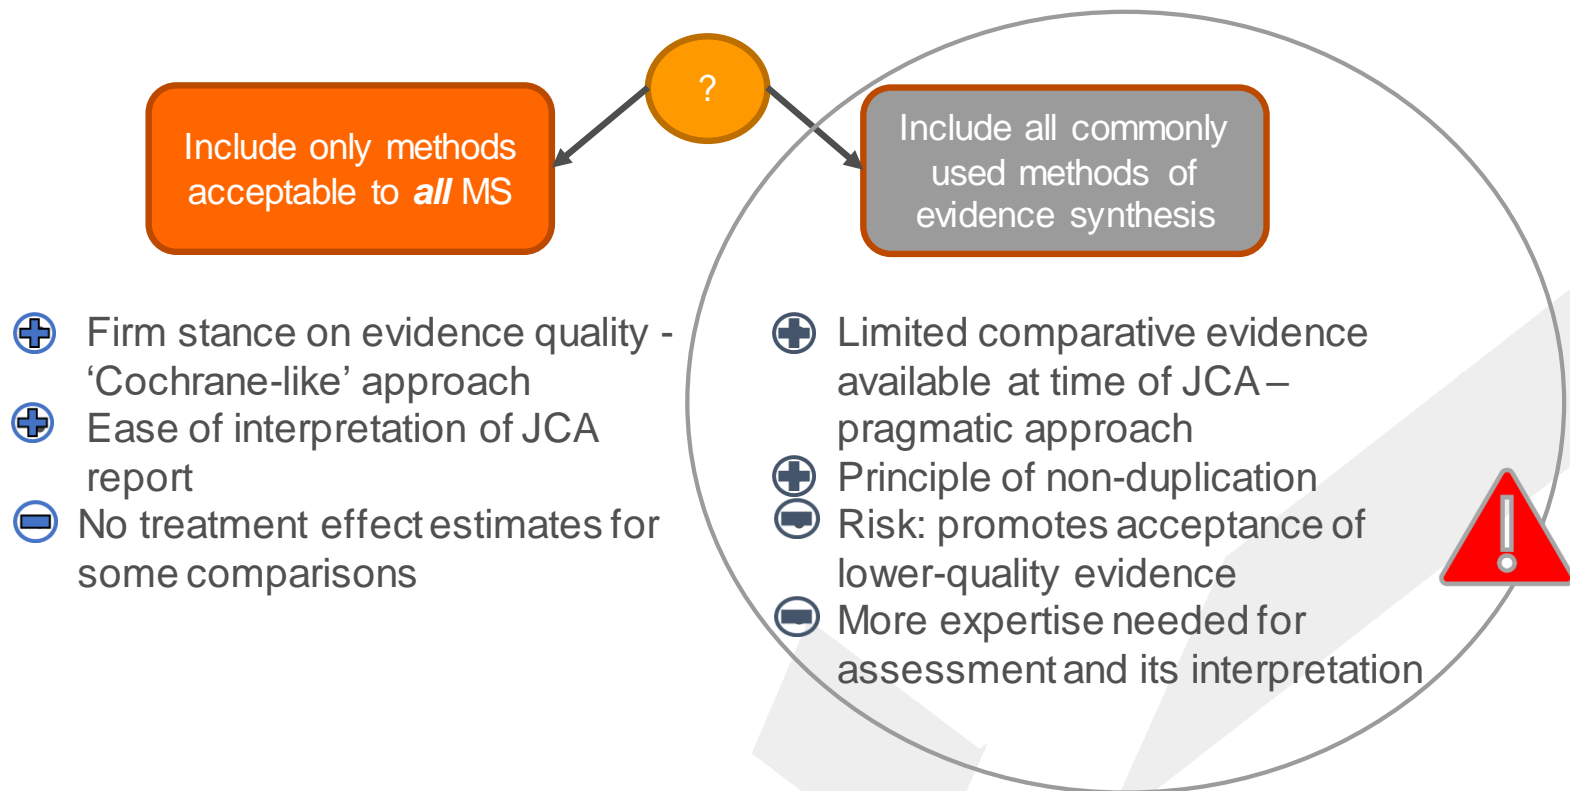 ?
Include only methods
acceptable to all MS
Include all commonly
used methods of
evidence synthesis
Firm stance on evidence quality -
‘Cochrane-like’ approach
Ease of interpretation of JCA
report
No treatment effect estimates for
some comparisons
Limited comparative evidence
available at time of JCA –
pragmatic approach
Principle of non-duplication
Risk: promotes acceptance of
lower-quality evidence
More expertise needed for
assessment and its interpretation